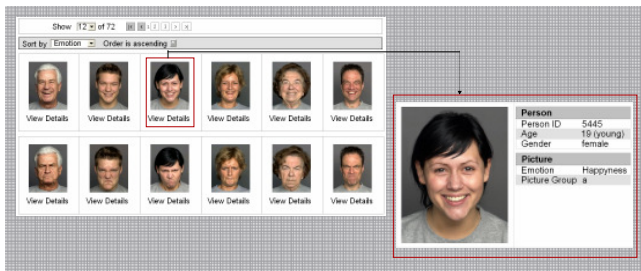 Show 12 of 72
Sort by Emotion Order is ascending
View Details View Details View Details View Details View Details View Details
View Details View Details View Details View Details View Details View Details
Person
Person ID 5445
Age 19 (young)
Gender female
Picture
Emotion Happyness
Picture Group a